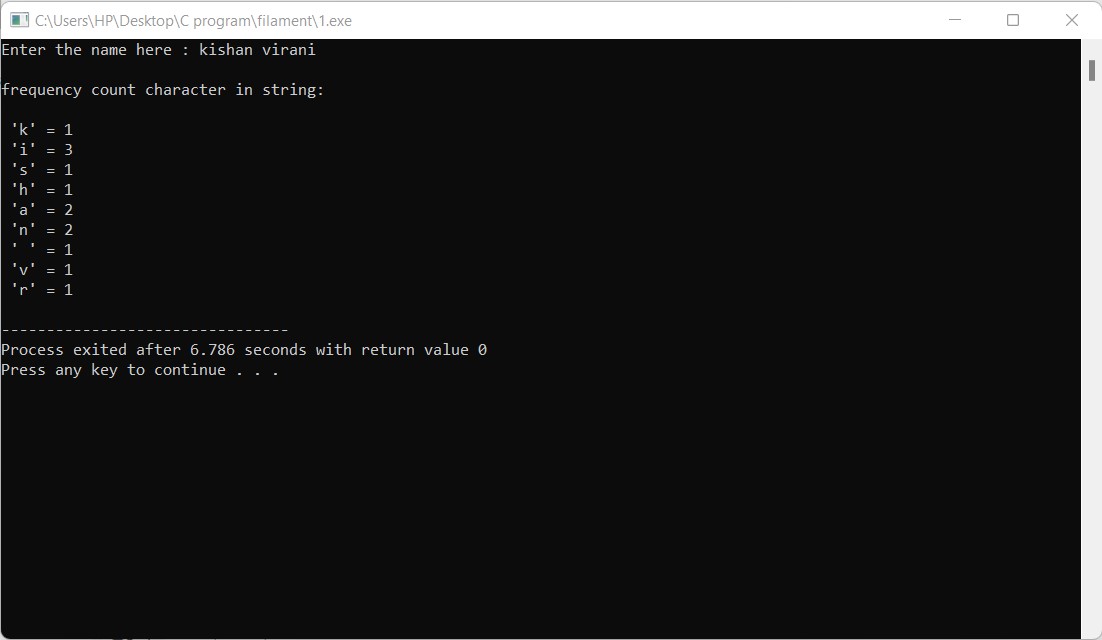 C:\Users\HP\Desktop\C program\filament\1.exe
Enter the name here : kishan virani
frequency count character in string:
'k' = 1
'i' = 3
's' = 1
'h' = 1
'a' = 2
'n' = 2
' ' = 1
'v' = 1
'r' = 1
--------------------------------
Process exited after 6.786 seconds with return value 0
Press any key to continue . . .